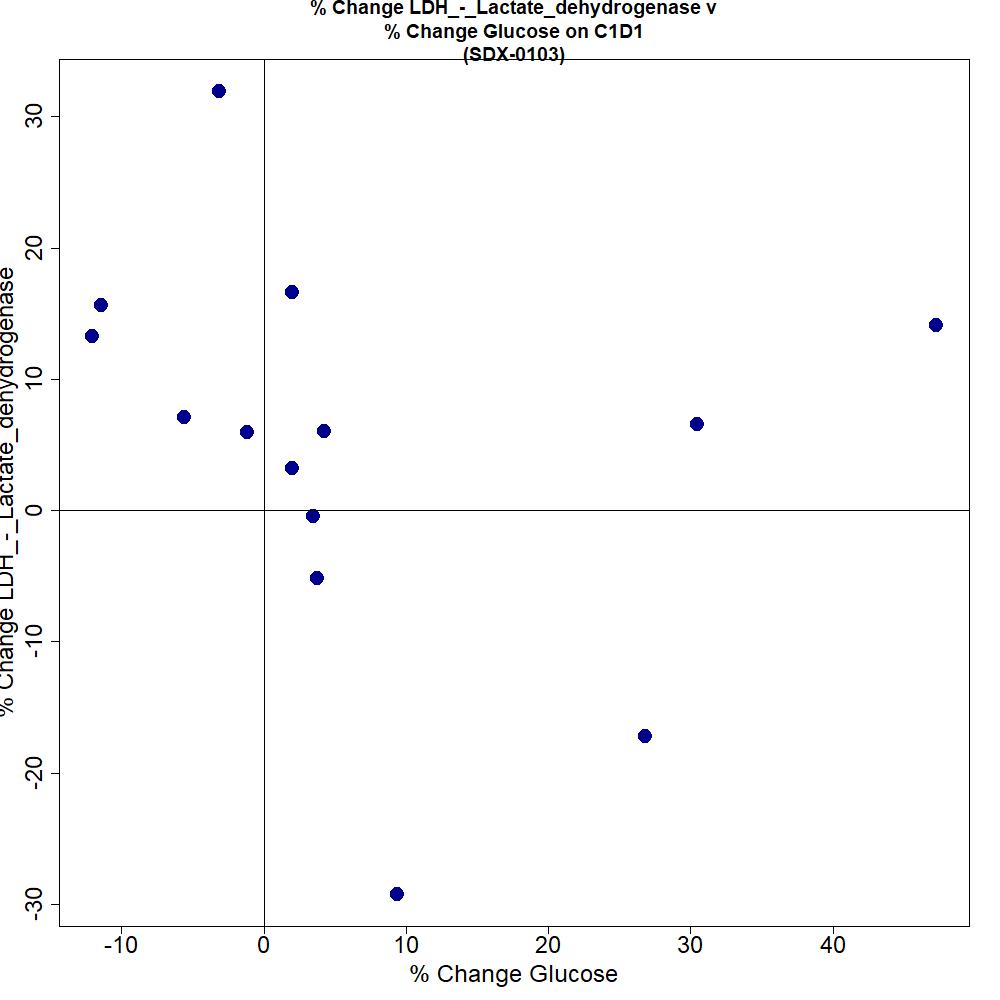 % Change LDH_-_Lactate_dehydrogenase v
% Change Glucose on C1D1
(SDX-0103)
% Change LDH_-_Lactate_dehydrogenase
30
20
10
0
-10
-20
-30
-10 0 10 20 30 40
% Change Glucose